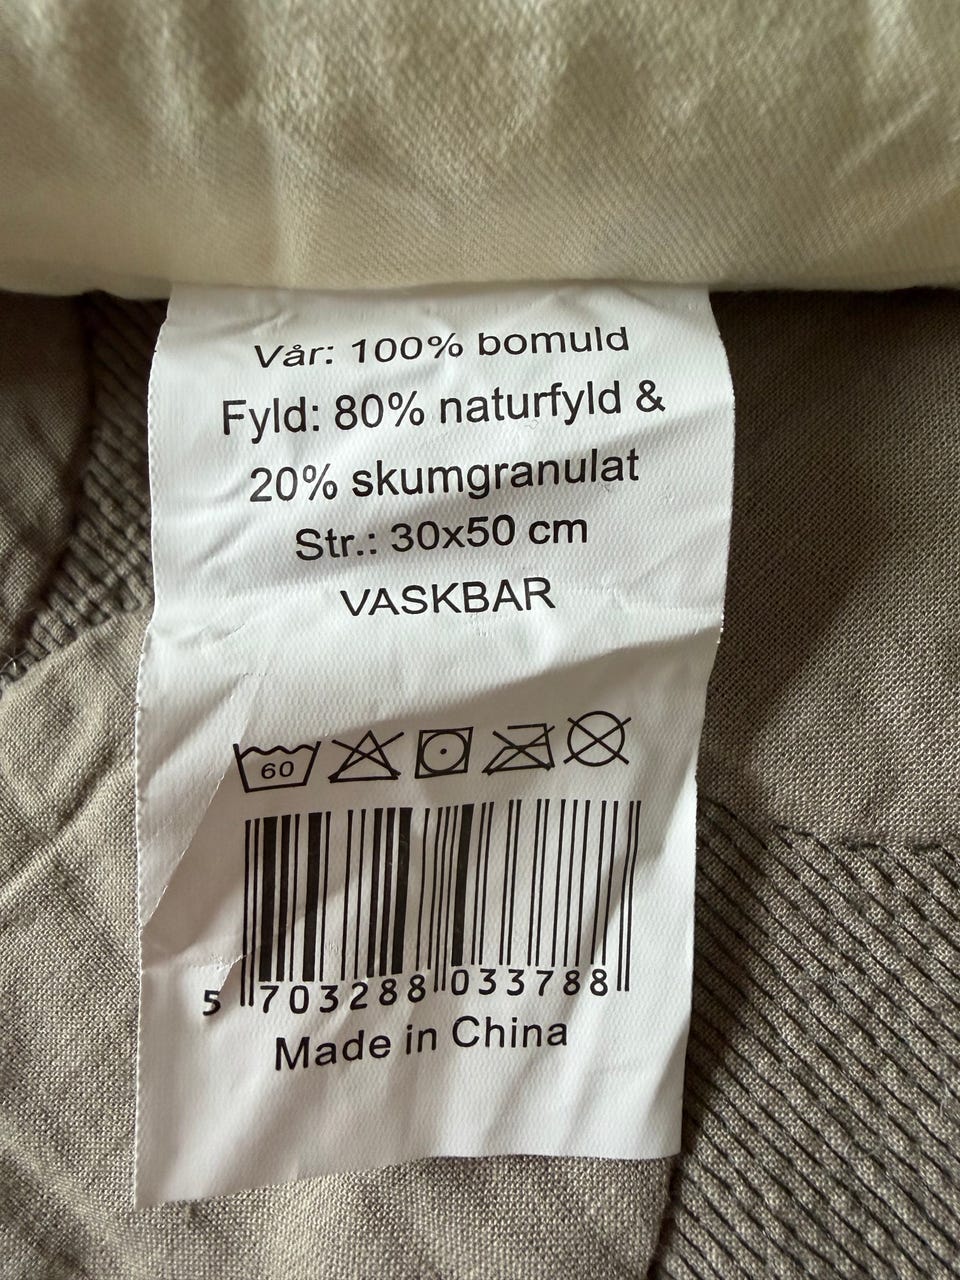 Vår: 100% bomuld
Fyld: 80% naturfyld &
20% skumgranulat
Str.: 30x50 cm
VASKBAR
60
5 703288 033788
Made in China